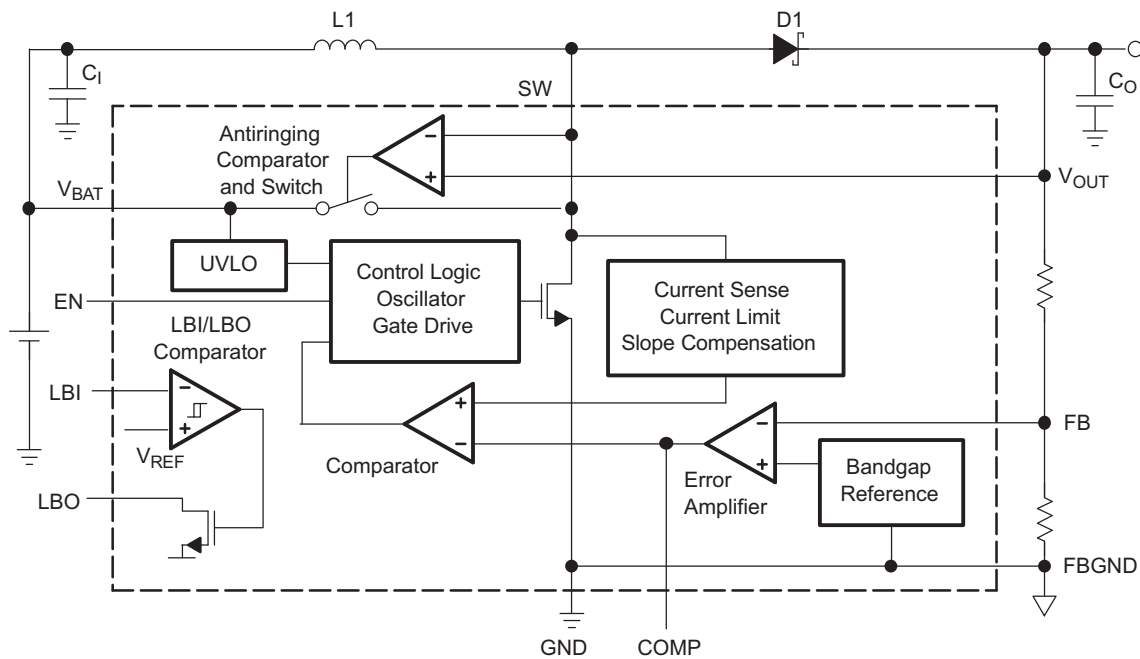 L1
D1
CI
CO
SW
Antiringing
Comparator
and Switch
−
+
VBAT
VOUT
UVLO
Control Logic
Oscillator
Gate Drive
Current Sense
Current Limit
Slope Compensation
EN
LBI/LBO
Comparator
LBI
−
+
VREF
+
−
Comparator
−
+
FB
Error
Amplifier
Bandgap
Reference
LBO
FBGND
GND
COMP